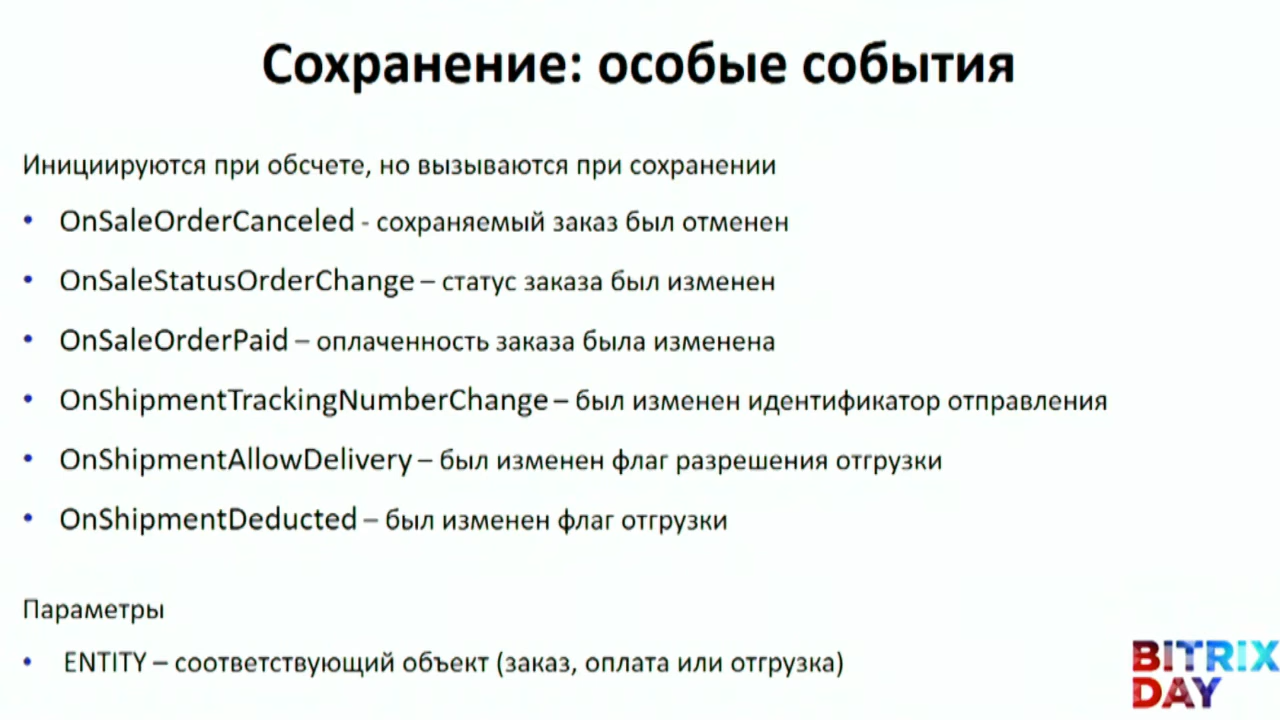 Сохранение: особые события
Инициируются при обсчете, но вызываются при сохранении
• OnSaleOrderCanceled - сохраняемый заказ был отменен
• OnSaleStatusOrderChange – статус заказа был изменен
• OnSaleOrderPaid – оплаченность заказа была изменена
• OnShipmentTrackingNumberChange – был изменен идентификатор отправления
• OnShipmentAllowDelivery – был изменен флаг разрешения отгрузки
• OnShipmentDeducted – был изменен флаг отгрузки
Параметры
• ENTITY – соответствующий объект (заказ, оплата или отгрузка)
BITRIX
DAY